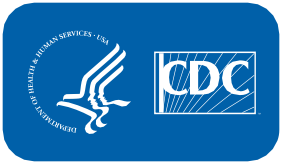 DEPARTMENT OF HEALTH & HUMAN SERVICES · USA
CDC